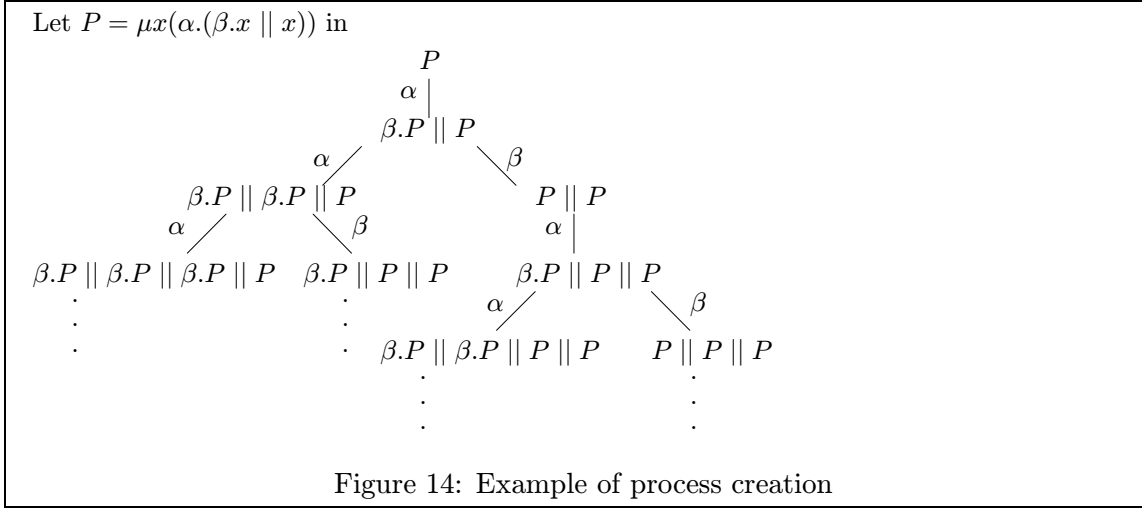 Let P = μx(α.(β.x || x)) in
P
α
β.P || P
α β
β.P || β.P || P P || P
α β α
β.P || β.P || β.P || P β.P || P || P β.P || P || P
α β
β.P || β.P || P || P P || P || P
Figure 14: Example of process creation